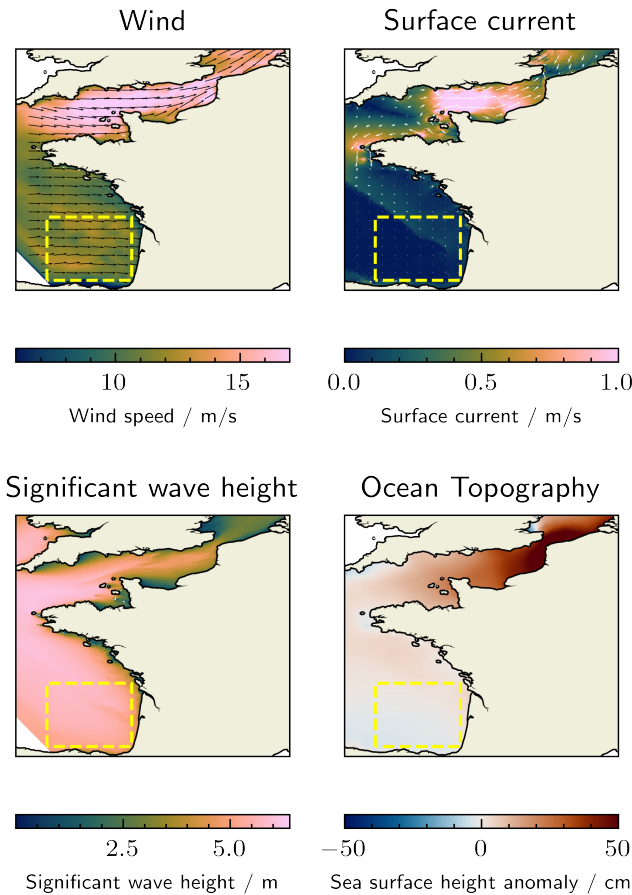 Wind
Surface current
10 15
0.0 0.5 1.0
Wind speed / m/s
Surface current / m/s
Significant wave height
Ocean Topography
2.5 5.0
−50 0 50
Significant wave height / m
Sea surface height anomaly / cm